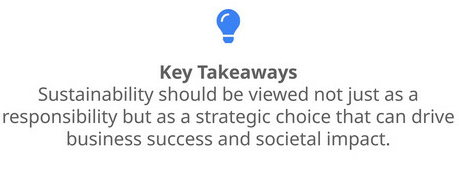 Key Takeaways
Sustainability should be viewed not just as a
responsibility but as a strategic choice that can drive
business success and societal impact.